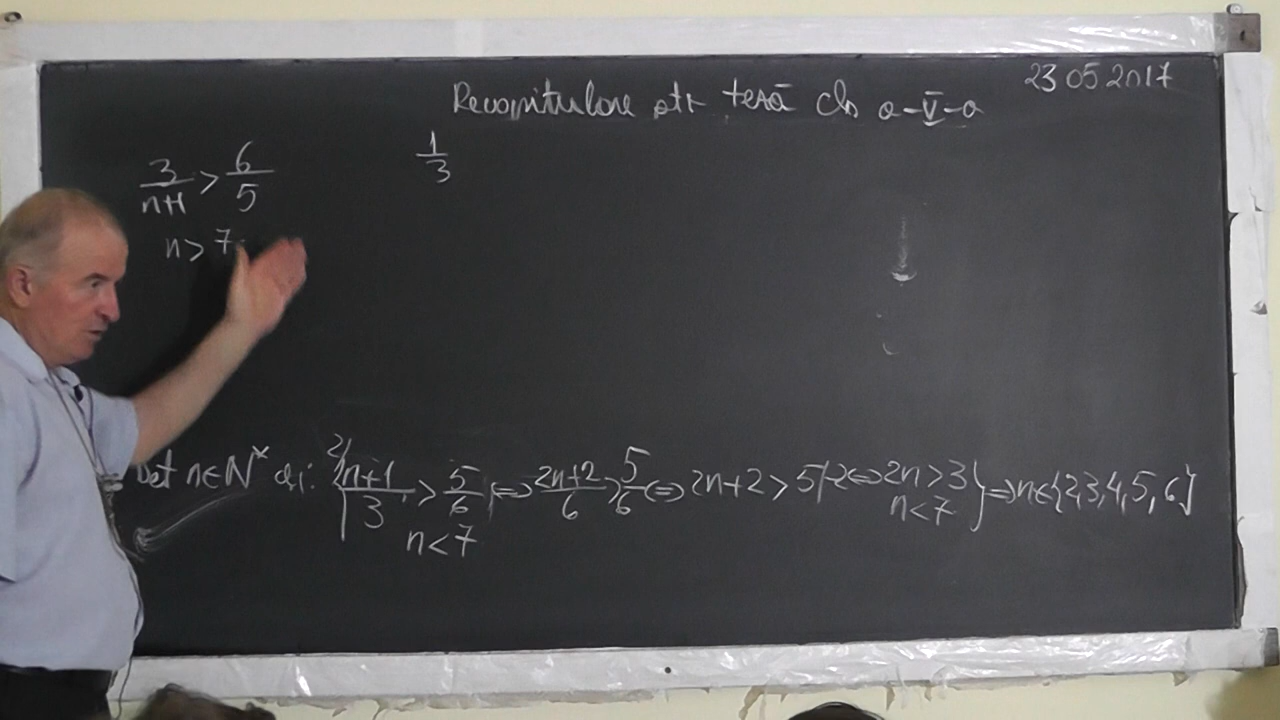 23 05 2017
Recapitulare ptr teză cls a-V-a
3/(n+1) > 6/5
n > 7
1/3
Det n∈N* a.i: 2/ (n+1)/3 > 5/6 ⇔ (2n+2)/6 > 5/6 ⇔ 2n+2 > 5 |-2 ⇔ 2n > 3 } ⇒ n∈{2,3,4,5,6}
n < 7 n < 7